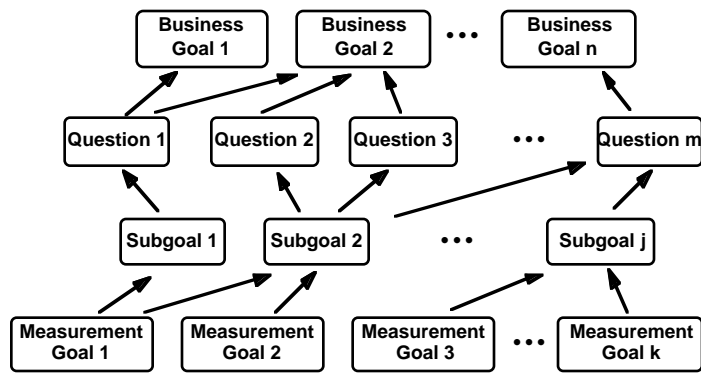 Business
Goal 1
Business
Goal 2
•••
Business
Goal n
Question 1
Question 2
Question 3
•••
Question m
Subgoal 1
Subgoal 2
•••
Subgoal j
Measurement
Goal 1
Measurement
Goal 2
Measurement
Goal 3
•••
Measurement
Goal k